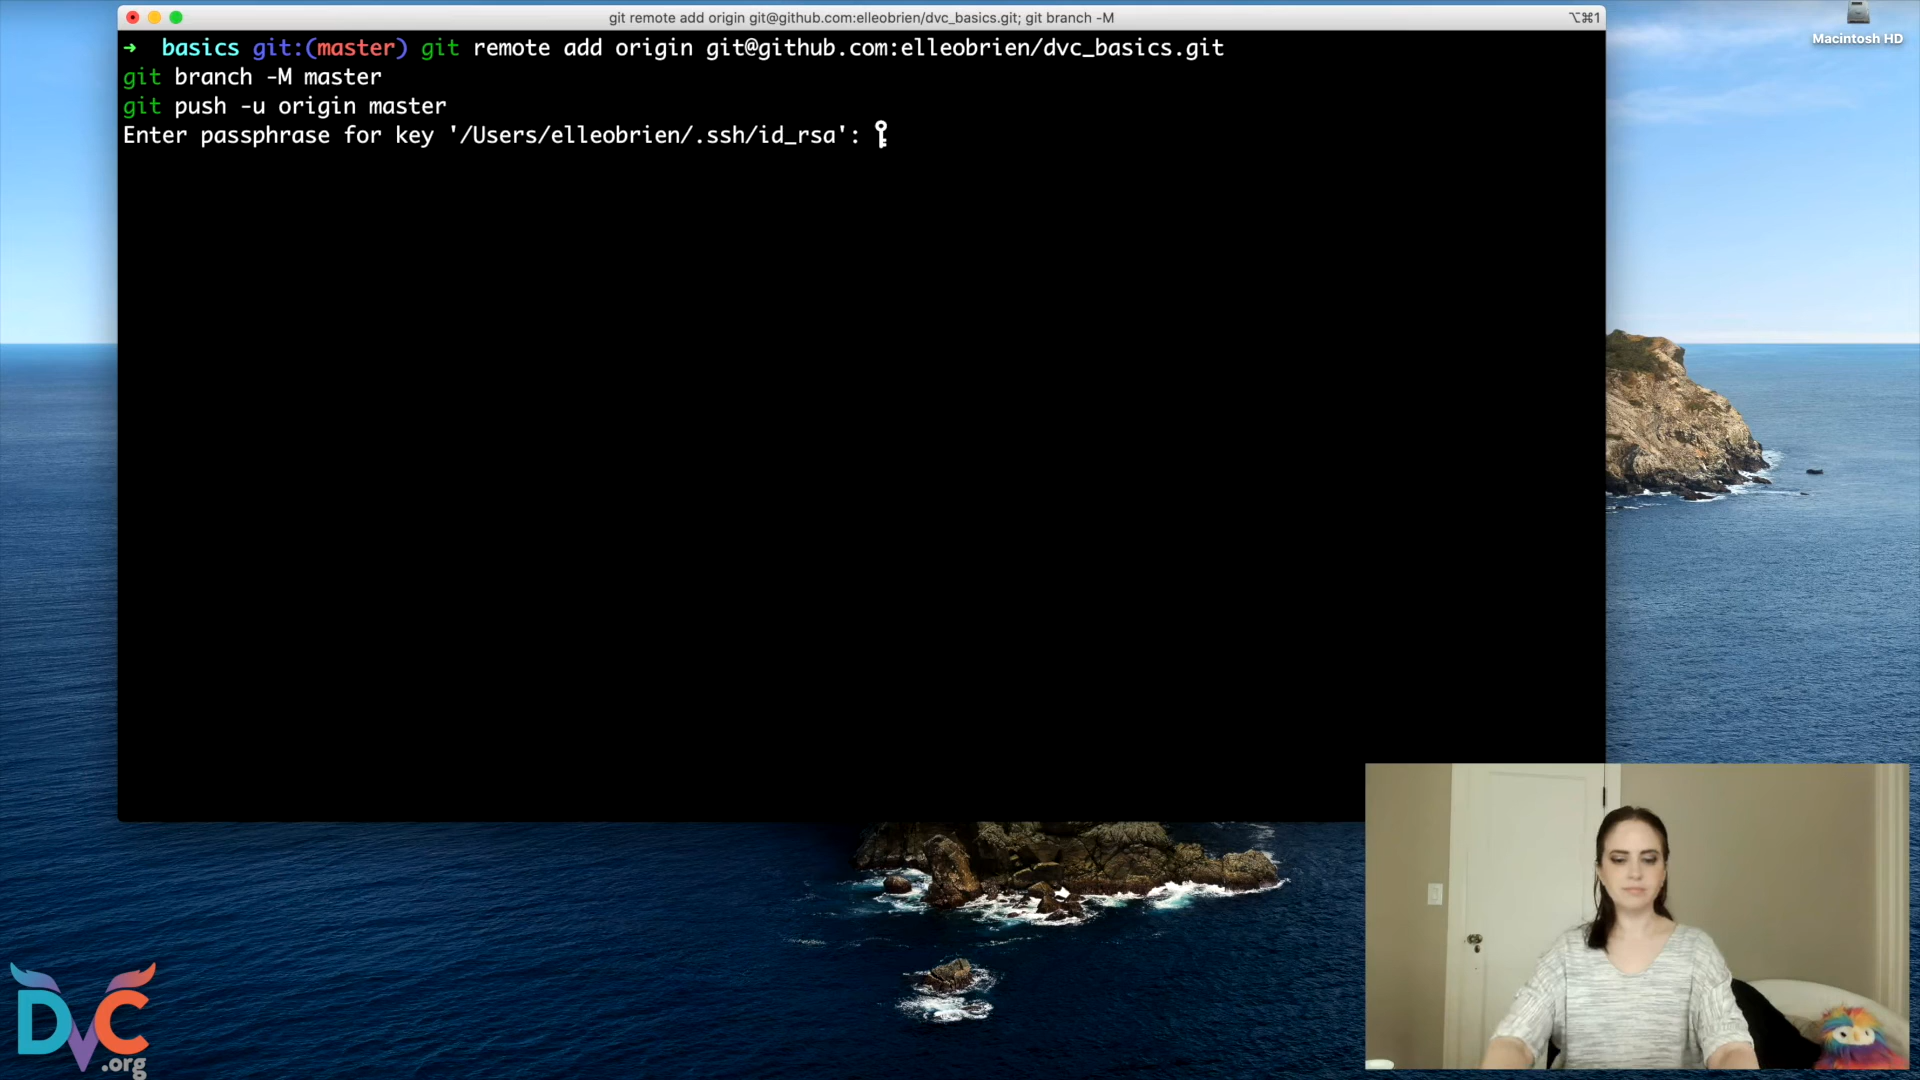 git remote add origin git@github.com:elleobrien/dvc_basics.git; git branch -M
⌥⌘1
Macintosh HD
➜ basics git:(master) git remote add origin git@github.com:elleobrien/dvc_basics.git
git branch -M master
git push -u origin master
Enter passphrase for key '/Users/elleobrien/.ssh/id_rsa':
DVC
.org